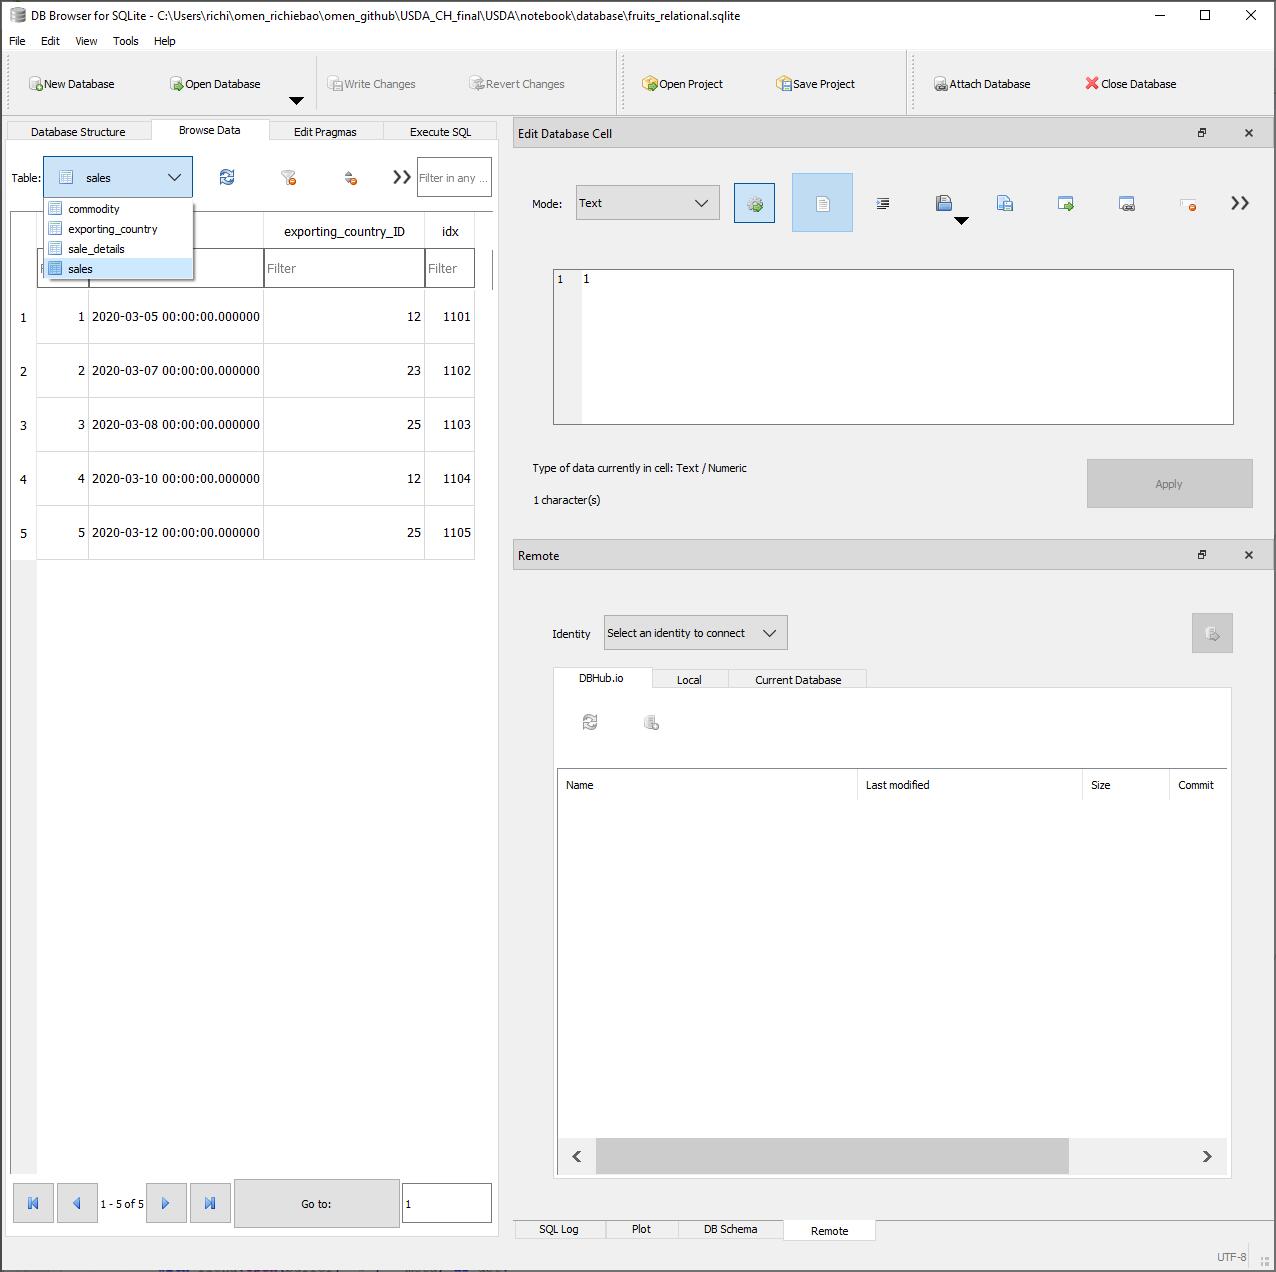 DB Browser for SQLite - C:\Users\richi\omen_richiebao\omen_github\USDA_CH_final\USDA\notebook\database\fruits_relational.sqlite
File Edit View Tools Help
New Database Open Database Write Changes Revert Changes Open Project Save Project Attach Database Close Database
Database Structure Browse Data Edit Pragmas Execute SQL
Table: sales Filter in any ...
commodity
exporting_country
sale_details
sales
exporting_country_ID idx
Filter Filter
1 1 2020-03-05 00:00:00.000000 12 1101
2 2 2020-03-07 00:00:00.000000 23 1102
3 3 2020-03-08 00:00:00.000000 25 1103
4 4 2020-03-10 00:00:00.000000 12 1104
5 5 2020-03-12 00:00:00.000000 25 1105
1 - 5 of 5 Go to: 1
Edit Database Cell
Mode: Text
1 1
Type of data currently in cell: Text / Numeric
1 character(s)
Apply
Remote
Identity Select an identity to connect
DBHub.io Local Current Database
Name Last modified Size Commit
SQL Log Plot DB Schema Remote
UTF-8